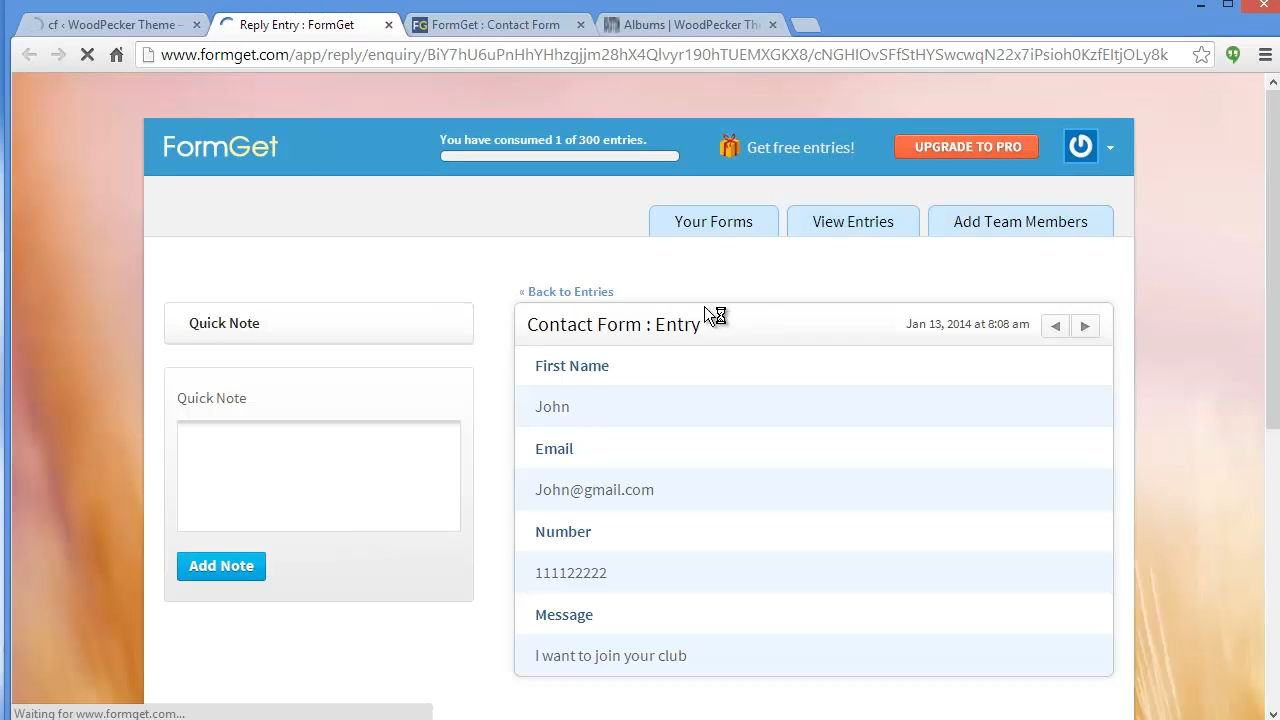 cf ‹ WoodPecker Theme –
Reply Entry : FormGet
FormGet : Contact Form
Albums | WoodPecker The
www.formget.com/app/reply/enquiry/BiY7hU6uPnHhYHhzgjjm28hX4Qlvyr190hTUEMXGKX8/cNGHIOvSFfStHYSwcwqN22x7iPsioh0KzfEItjOLy8k
FormGet
You have consumed 1 of 300 entries.
Get free entries!
UPGRADE TO PRO
Your Forms
View Entries
Add Team Members
« Back to Entries
Quick Note
Contact Form : Entry
Jan 13, 2014 at 8:08 am
First Name
Quick Note
John
Email
John@gmail.com
Number
Add Note
111122222
Message
I want to join your club
Waiting for www.formget.com...